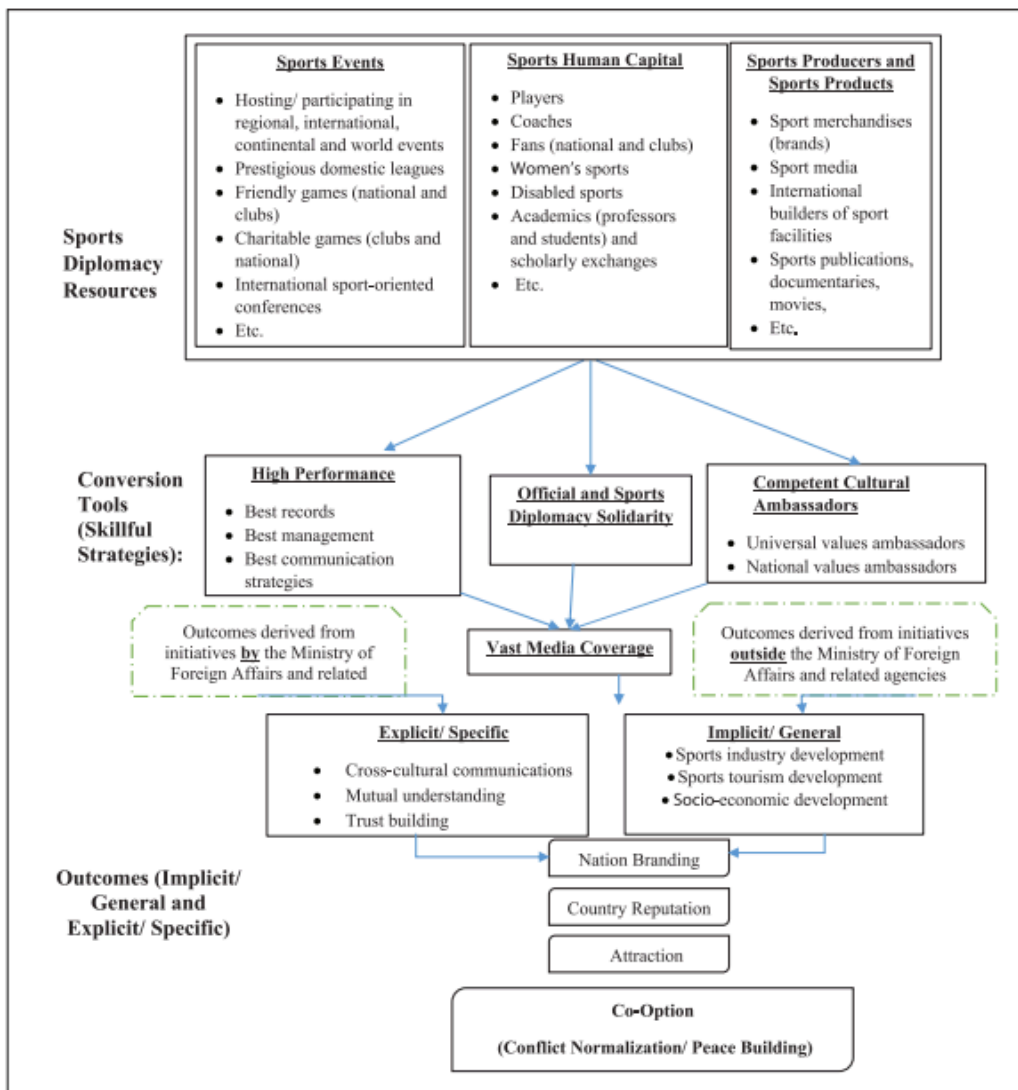 Sports Events
• Hosting/ participating in
regional, international,
continental and world events
• Prestigious domestic leagues
• Friendly games (national and
clubs)
• Charitable games (clubs and
national)
• International sport-oriented
conferences
• Etc.
Sports Human Capital
• Players
• Coaches
• Fans (national and clubs)
• Women's sports
• Disabled sports
• Academics (professors
and students) and
scholarly exchanges
• Etc.
Sports Producers and
Sports Products
• Sport merchandises
(brands)
• Sport media
• International
builders of sport
facilities
• Sports publications,
documentaries,
movies,
• Etc.
Sports
Diplomacy
Resources
Conversion
Tools
(Skillful
Strategies):
High Performance
• Best records
• Best management
• Best communication
strategies
Official and Sports
Diplomacy Solidarity
Competent Cultural
Ambassadors
• Universal values ambassadors
• National values ambassadors
Outcomes derived from
initiatives by the Ministry of
Foreign Affairs and related
Vast Media Coverage
Outcomes derived from initiatives
outside the Ministry of Foreign
Affairs and related agencies
Explicit/ Specific
• Cross-cultural communications
• Mutual understanding
• Trust building
Implicit/ General
• Sports industry development
• Sports tourism development
• Socio-economic development
Outcomes (Implicit/
General and
Explicit/ Specific)
Nation Branding
Country Reputation
Attraction
Co-Option
(Conflict Normalization/ Peace Building)